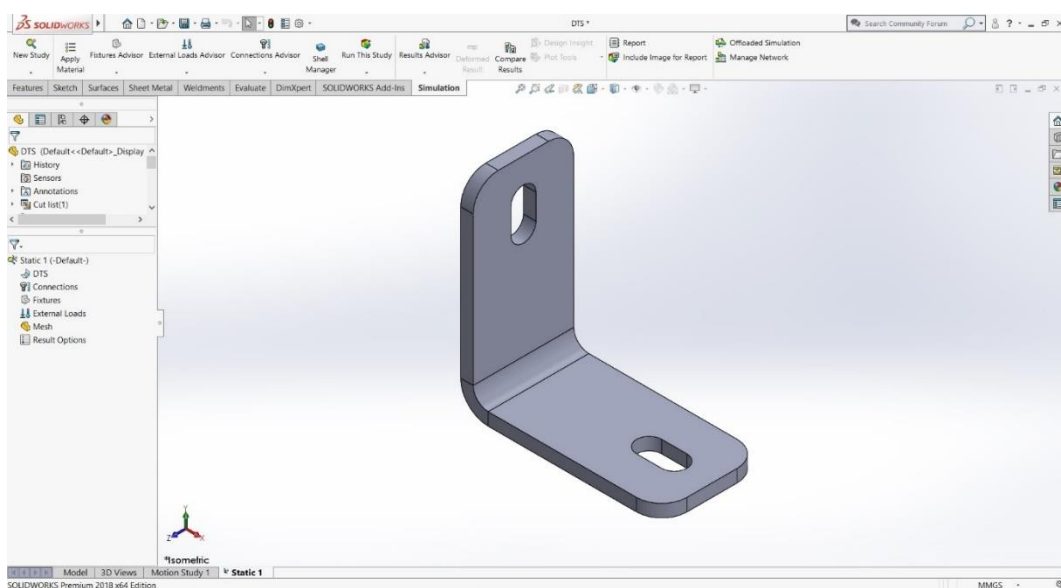 SOLIDWORKS
DTS *
Search Community Forum
New Study
Apply Material
Fixtures Advisor
External Loads Advisor
Connections Advisor
Shell Manager
Run This Study
Results Advisor
Deformed Result
Compare Results
Design Insight
Plot Tools
Report
Include Image for Report
Offloaded Simulation
Manage Network
Features Sketch Surfaces Sheet Metal Weldments Evaluate DimXpert SOLIDWORKS Add-Ins Simulation
DTS (Default<<Default>_Display
History
Sensors
Annotations
Cut list(1)
Static 1 (-Default-)
DTS
Connections
Fixtures
External Loads
Mesh
Result Options
Y
Z
X
*Isometric
Model 3D Views Motion Study 1 Static 1
SOLIDWORKS Premium 2018 x64 Edition
MMGS